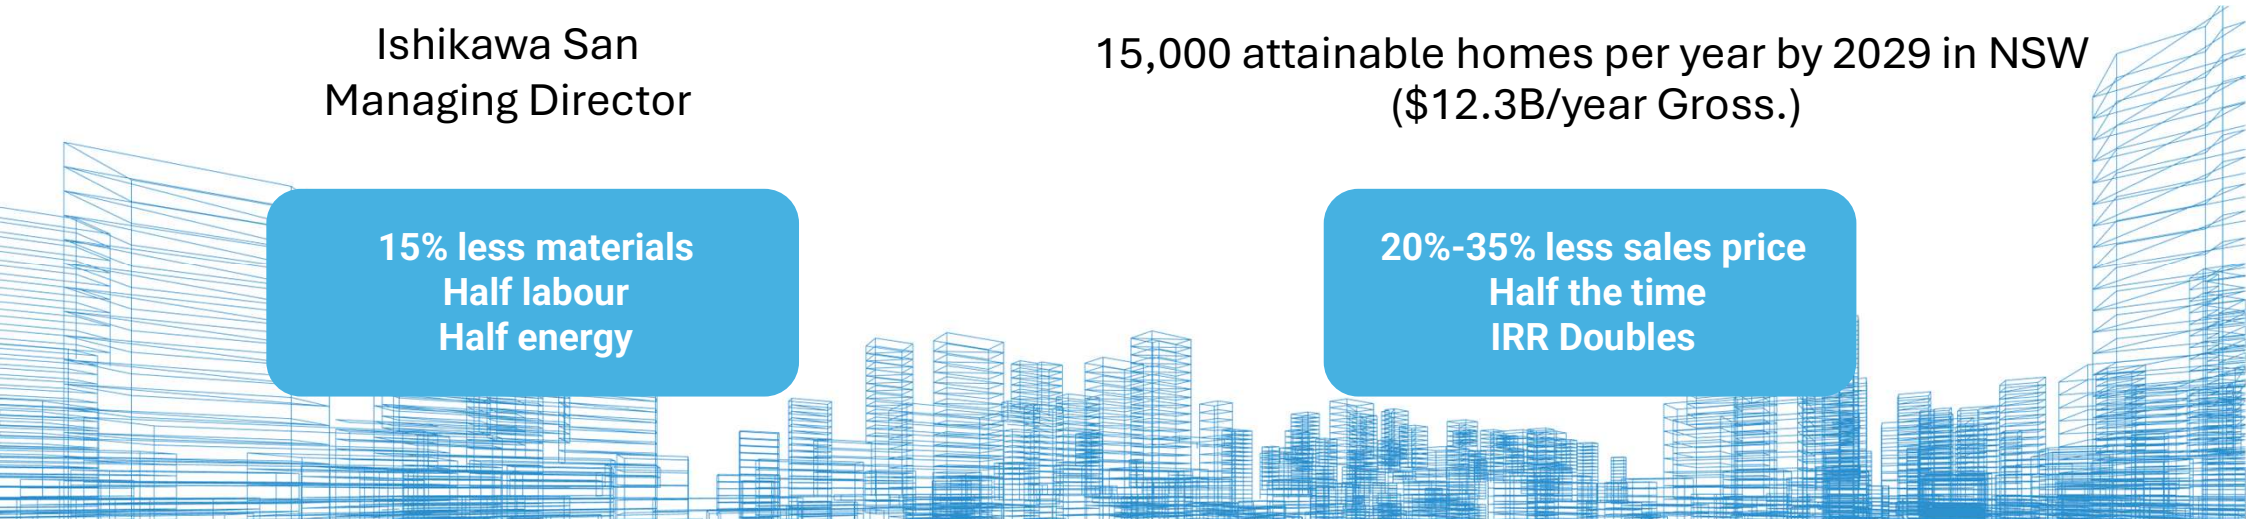 Ishikawa San
Managing Director
15,000 attainable homes per year by 2029 in NSW
($12.3B/year Gross.)
15% less materials
Half labour
Half energy
20%-35% less sales price
Half the time
IRR Doubles